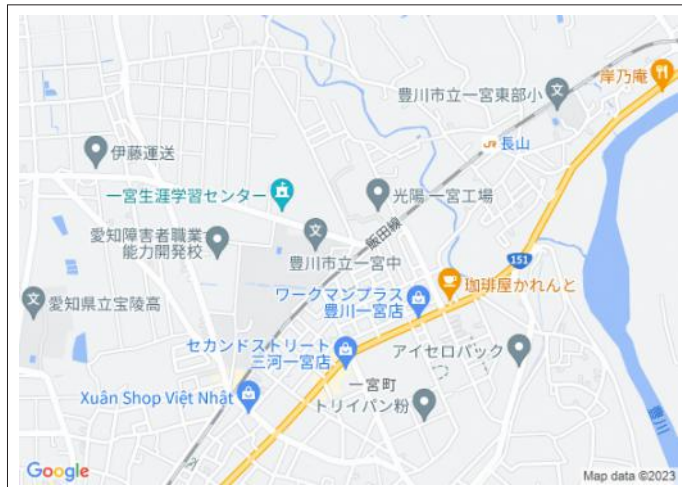 岸乃庵
豊川市立一宮東部小
JR 長山
伊藤運送
一宮生涯学習センター
光陽 一宮工場
飯田線
愛知障害者職業
能力開発校
豊川市立一宮中
151
珈琲屋かれんと
愛知県立宝陵高
ワークマンプラス
豊川一宮店
セカンドストリート
三河一宮店
アイセロパック
一宮町
Xuân Shop Việt Nhật
トリイパン粉
豊川
Google
Map data ©2023